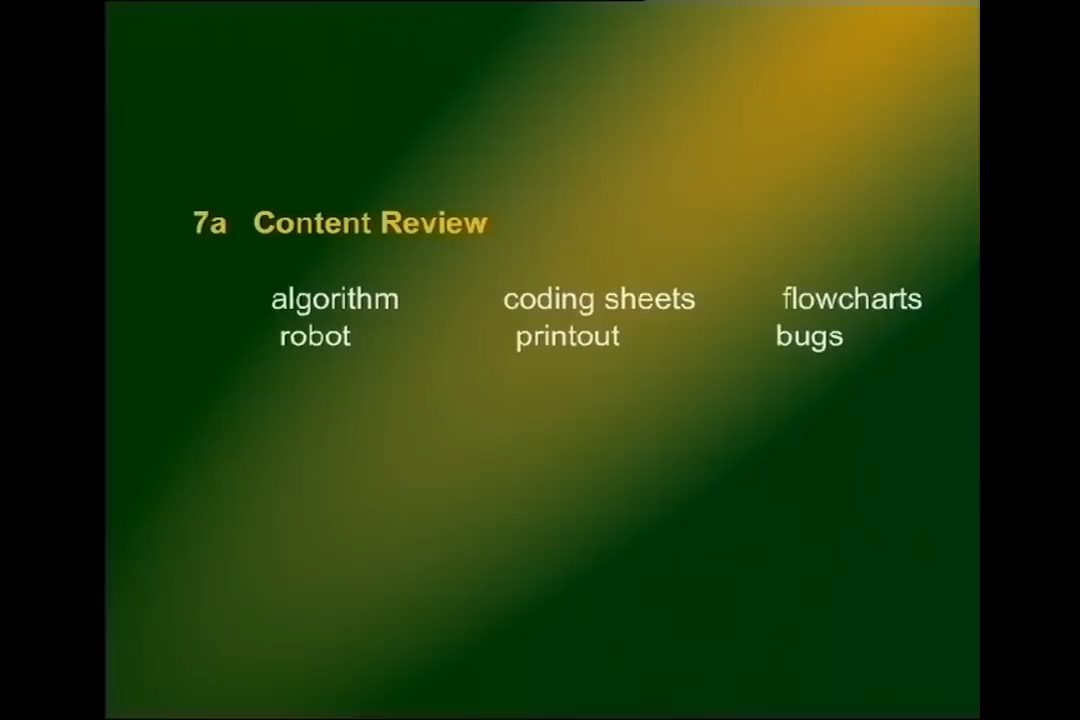 7a Content Review
algorithm coding sheets flowcharts
robot printout bugs